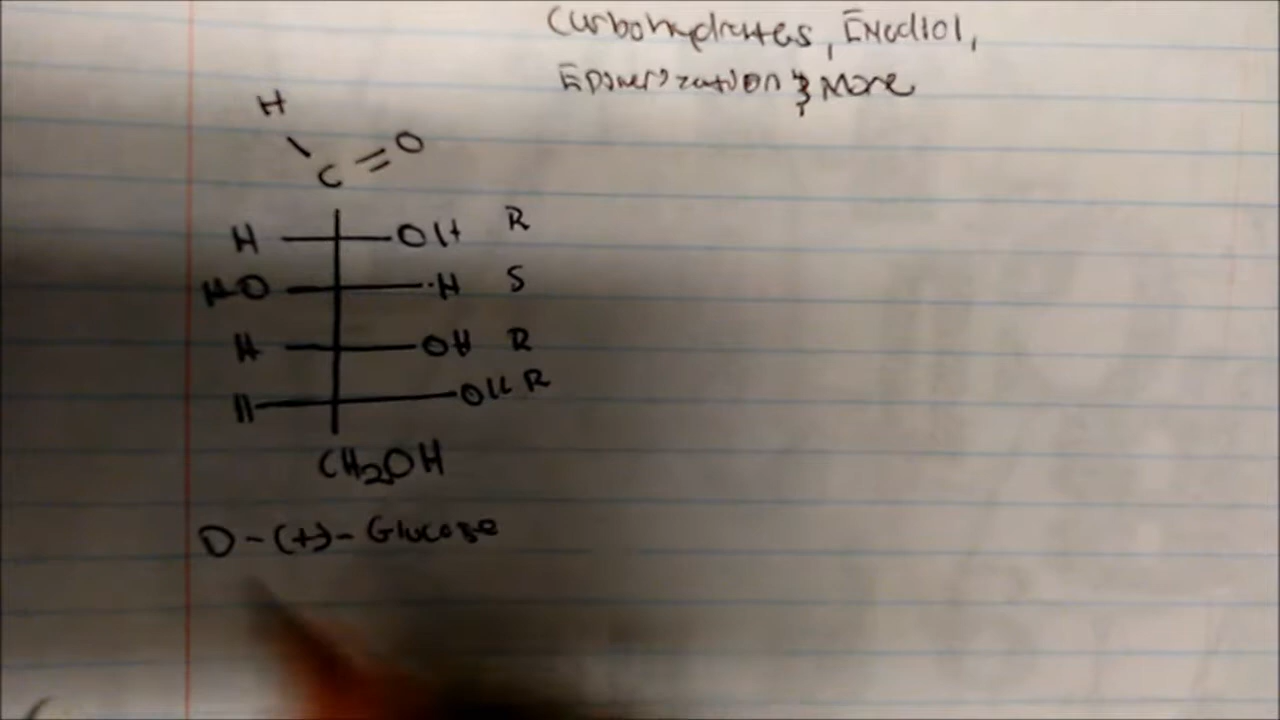 Carbohydrates, Enediol,
Epimerization & More
H
C=O
H OH R
HO H S
H OH R
H OH R
CH2OH
D-(+)-Glucose